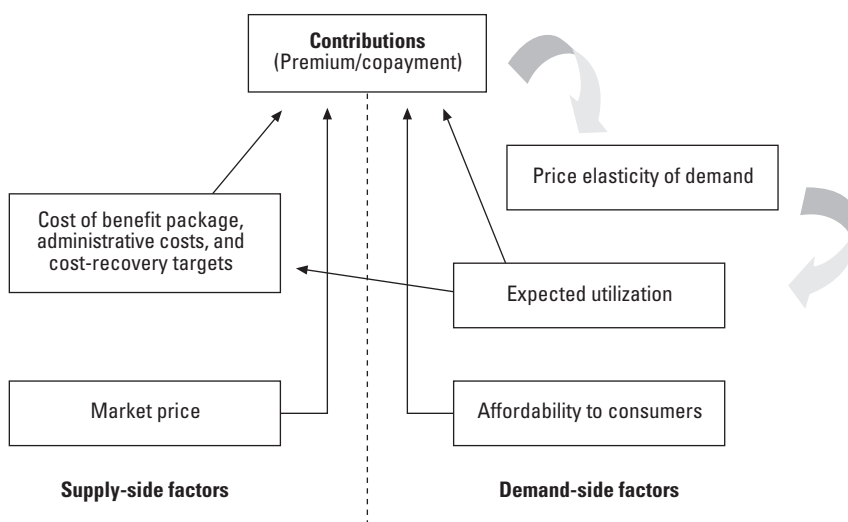 Contributions
(Premium/copayment)
Price elasticity of demand
Cost of benefit package,
administrative costs, and
cost-recovery targets
Expected utilization
Market price
Affordability to consumers
Supply-side factors
Demand-side factors